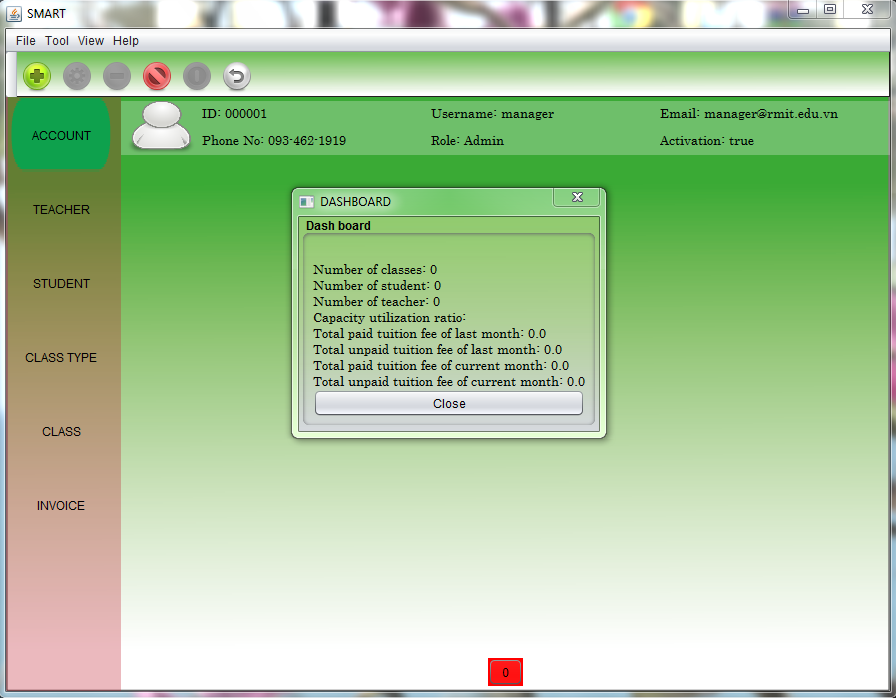 SMART
File Tool View Help
ACCOUNT
ID: 000001 Username: manager Email: manager@rmit.edu.vn
Phone No: 093-462-1919 Role: Admin Activation: true
TEACHER
STUDENT
CLASS TYPE
CLASS
INVOICE
DASHBOARD
Dash board
Number of classes: 0
Number of student: 0
Number of teacher: 0
Capacity utilization ratio:
Total paid tuition fee of last month: 0.0
Total unpaid tuition fee of last month: 0.0
Total paid tuition fee of current month: 0.0
Total unpaid tuition fee of current month: 0.0
Close
0